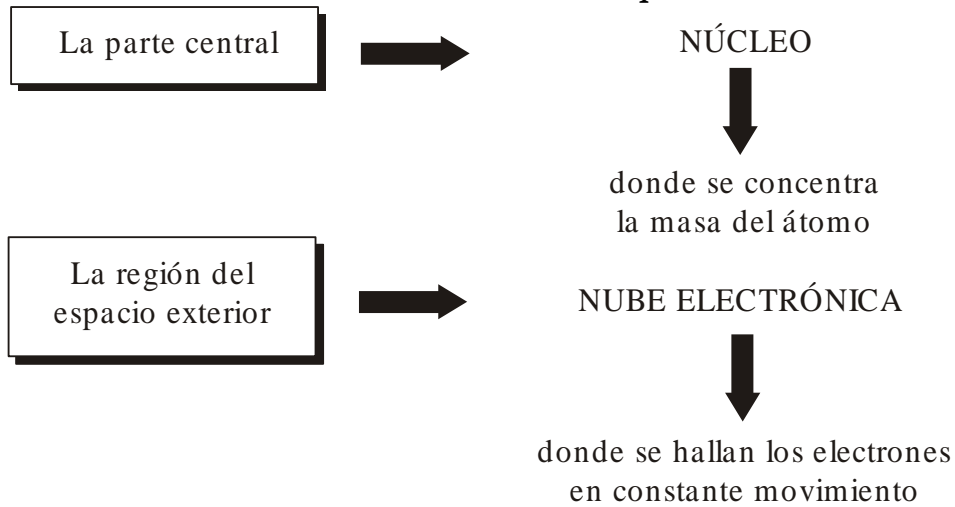 La parte central
NÚCLEO
donde se concentra
la masa del átomo
La región del
espacio exterior
NUBE ELECTRÓNICA
donde se hallan los electrones
en constante movimiento